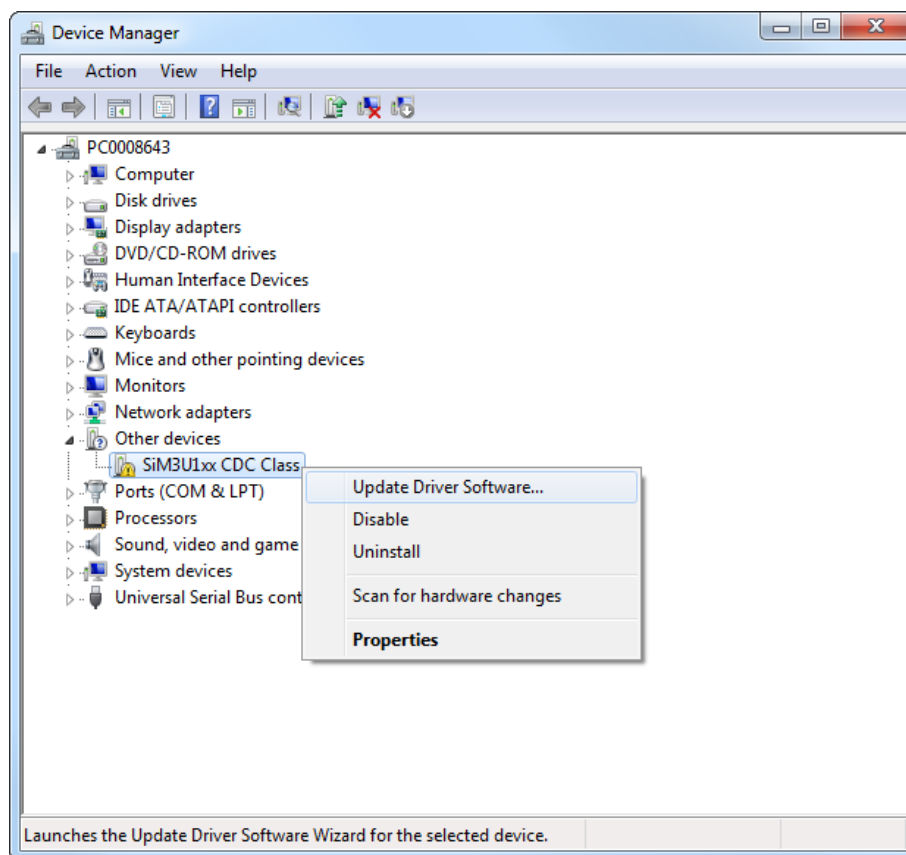 Device Manager
File Action View Help
PC0008643
Computer
Disk drives
Display adapters
DVD/CD-ROM drives
Human Interface Devices
IDE ATA/ATAPI controllers
Keyboards
Mice and other pointing devices
Monitors
Network adapters
Other devices
SiM3U1xx CDC Class
Update Driver Software...
Ports (COM & LPT)
Processors
Disable
Sound, video and game
Uninstall
System devices
Universal Serial Bus cont
Scan for hardware changes
Properties
Launches the Update Driver Software Wizard for the selected device.